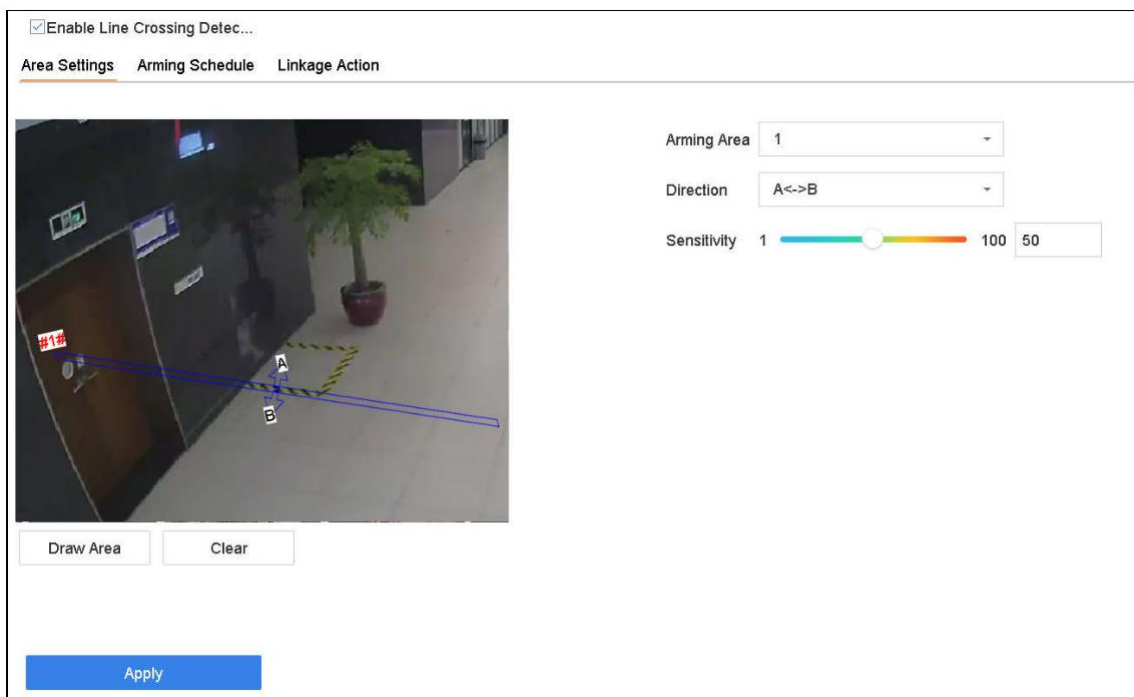 Enable Line Crossing Detec...
Area Settings Arming Schedule Linkage Action
Arming Area 1
Direction A<->B
Sensitivity 1 100 50
#1#
A
B
Draw Area Clear
Apply